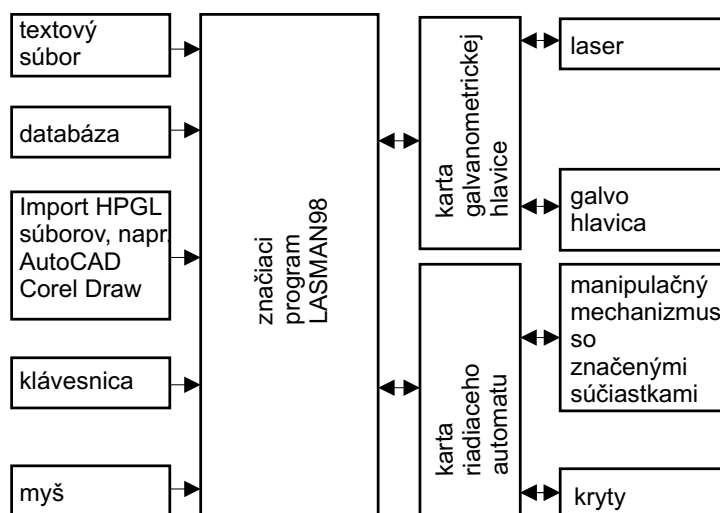 textový
súbor
databáza
Import HPGL
súborov, napr.
AutoCAD
Corel Draw
klávesnica
myš
značiaci
program
LASMAN98
karta
galvanometrickej
hlavice
karta
riadiaceho
automatu
laser
galvo
hlavica
manipulačný
mechanizmus
so
značenými
súčiastkami
kryty